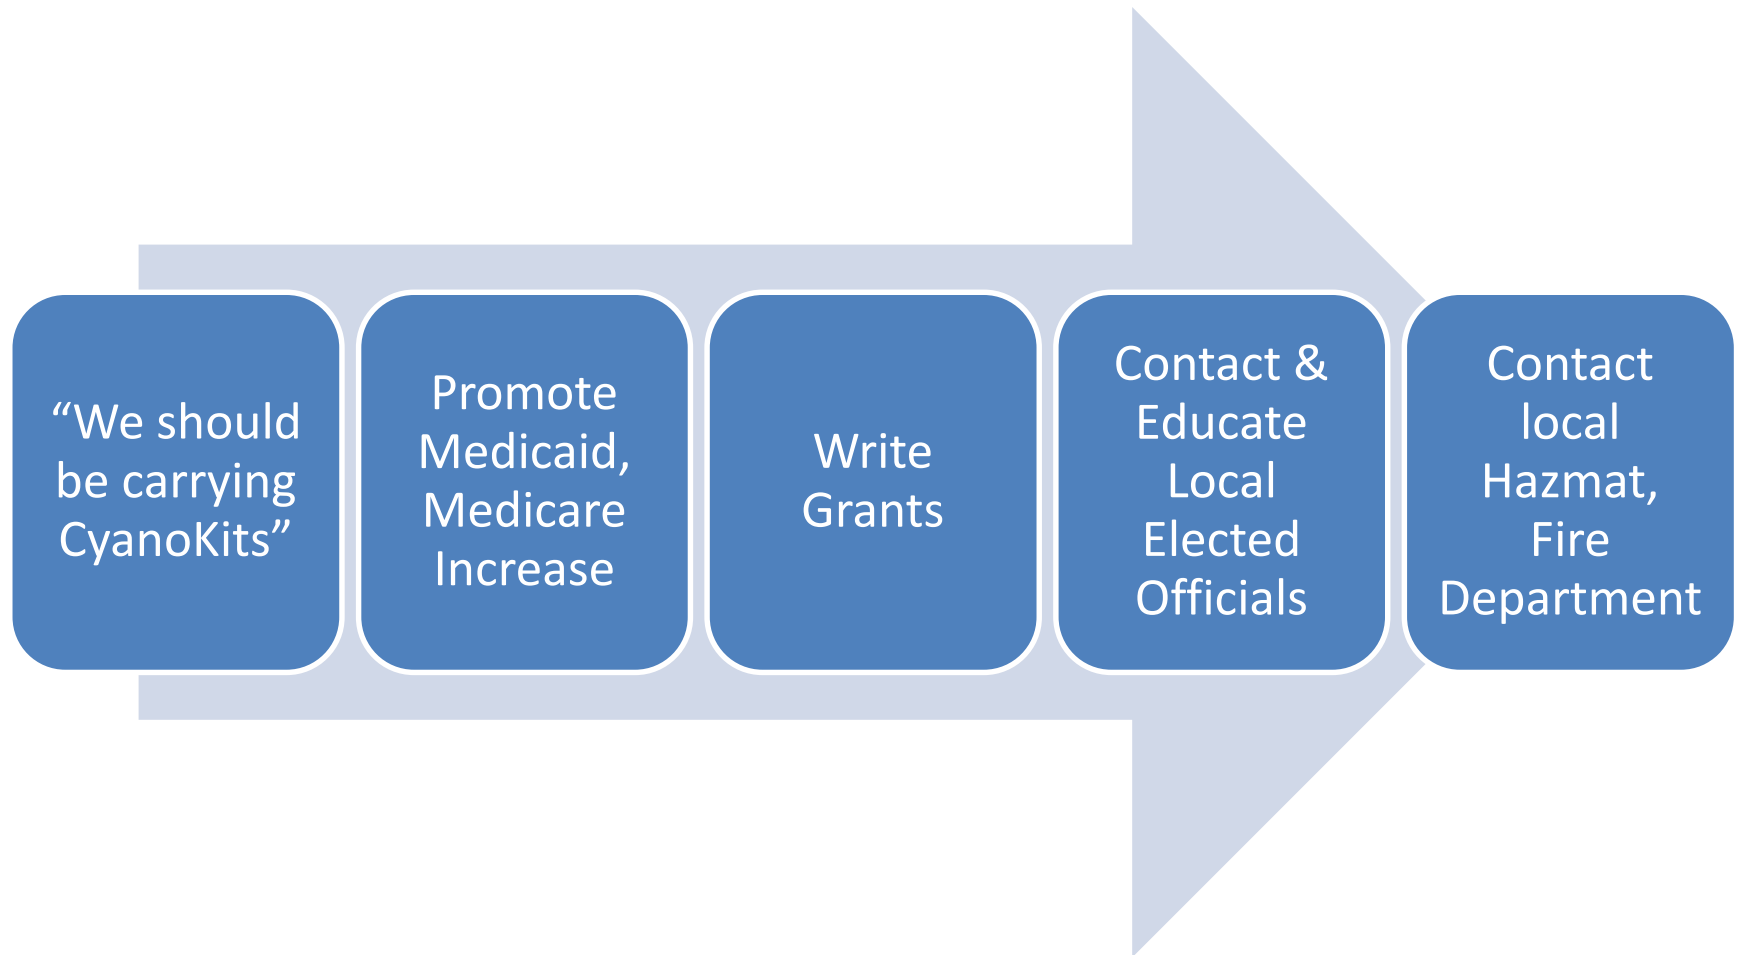 “We should
be carrying
CyanoKits”
Promote
Medicaid,
Medicare
Increase
Write
Grants
Contact &
Educate
Local
Elected
Officials
Contact
local
Hazmat,
Fire
Department